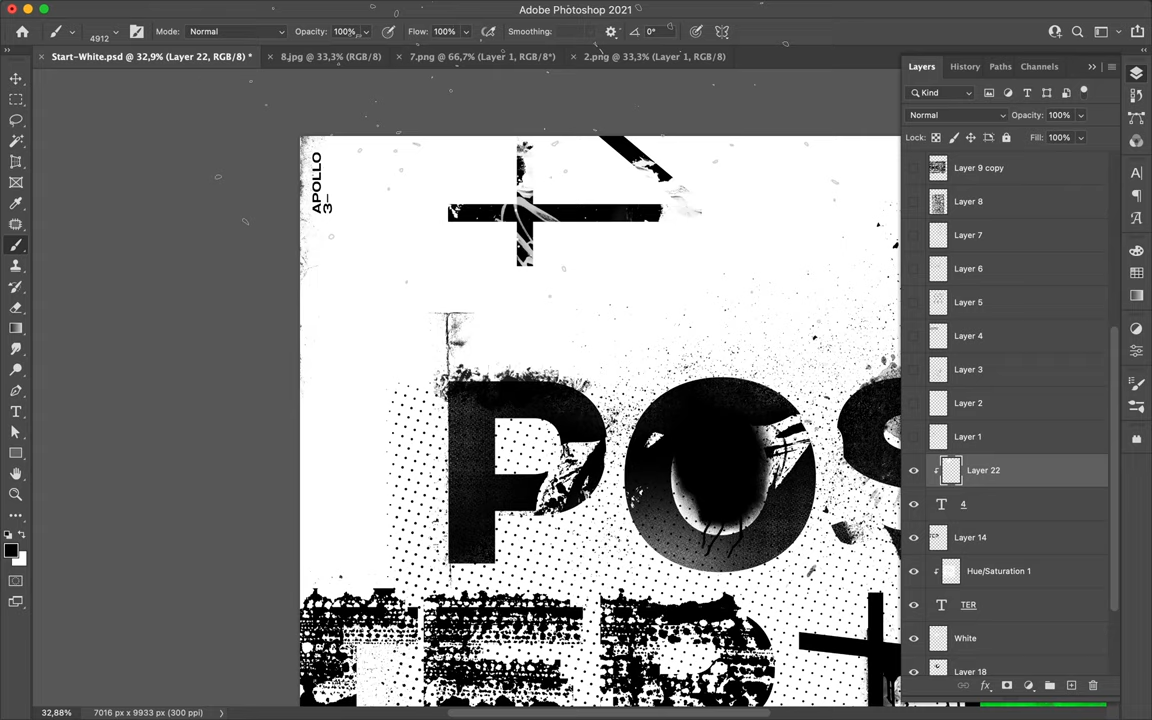 Adobe Photoshop 2021
4912
Mode: Normal
Opacity: 100%
Flow: 100%
Smoothing:
0°
Start-White.psd @ 32,9% (Layer 22, RGB/8) *
8.jpg @ 33,3% (RGB/8)
7.png @ 66,7% (Layer 1, RGB/8*)
2.png @ 33,3% (Layer 1, RGB/8)
Layers
History
Paths
Channels
Kind
Normal
Opacity: 100%
Lock:
Fill: 100%
Layer 9 copy
Layer 8
Layer 7
Layer 6
Layer 5
Layer 4
Layer 3
Layer 2
Layer 1
Layer 22
4
Layer 14
Hue/Saturation 1
TER
White
Layer 18
APOLLO
3—
4
POS
TER
32,88%
7016 px x 9933 px (300 ppi)